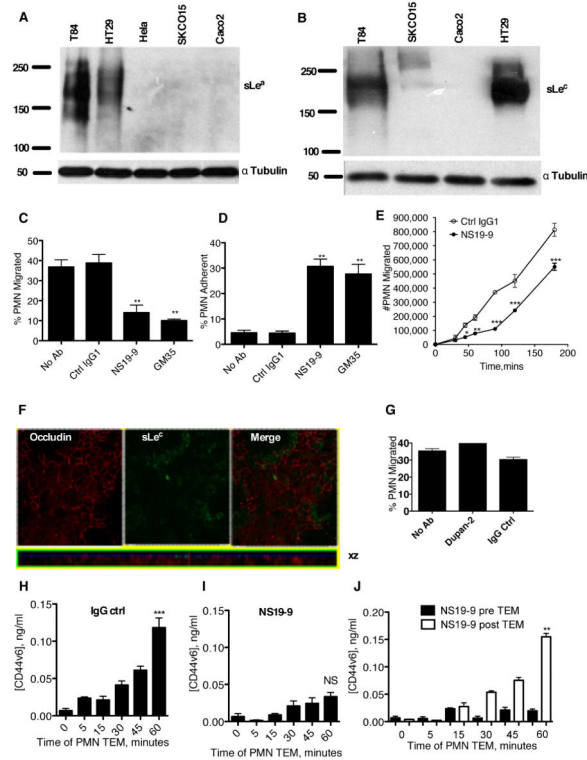 A
T84
HT29
Hela
SKCO15
Caco2
250
150
100
50
sLeᵃ
α Tubulin
B
T84
SKCO15
Caco2
HT29
250
150
100
50
sLeᶜ
α Tubulin
C
% PMN Migrated
50
40
30
20
10
0
**
**
No Ab
Ctrl IgG1
NS19-9
GM35
D
% PMN Adherent
40
30
20
10
0
**
**
No Ab
Ctrl IgG1
NS19-9
GM35
E
Ctrl IgG1
NS19-9
#PMN Migrated
900,000
800,000
700,000
600,000
500,000
400,000
300,000
200,000
100,000
0
*
**
***
***
***
0
50
100
150
200
Time,mins
F
Occludin
sLeᶜ
Merge
xz
G
% PMN Migrated
40
30
20
10
0
No Ab
Dupan-2
IgG Ctrl
H
IgG ctrl
[CD44v6], ng/ml
0.15
0.10
0.05
0.00
***
0
5
15
30
45
60
Time of PMN TEM, minutes
I
NS19-9
[CD44v6], ng/ml
0.15
0.10
0.05
0.00
NS
0
5
15
30
45
60
Time of PMN TEM, minutes
J
NS19-9 pre TEM
NS19-9 post TEM
[CD44v6], ng/ml
0.20
0.15
0.10
0.05
0.00
**
0
5
15
30
45
60
Time of PMN TEM, minutes